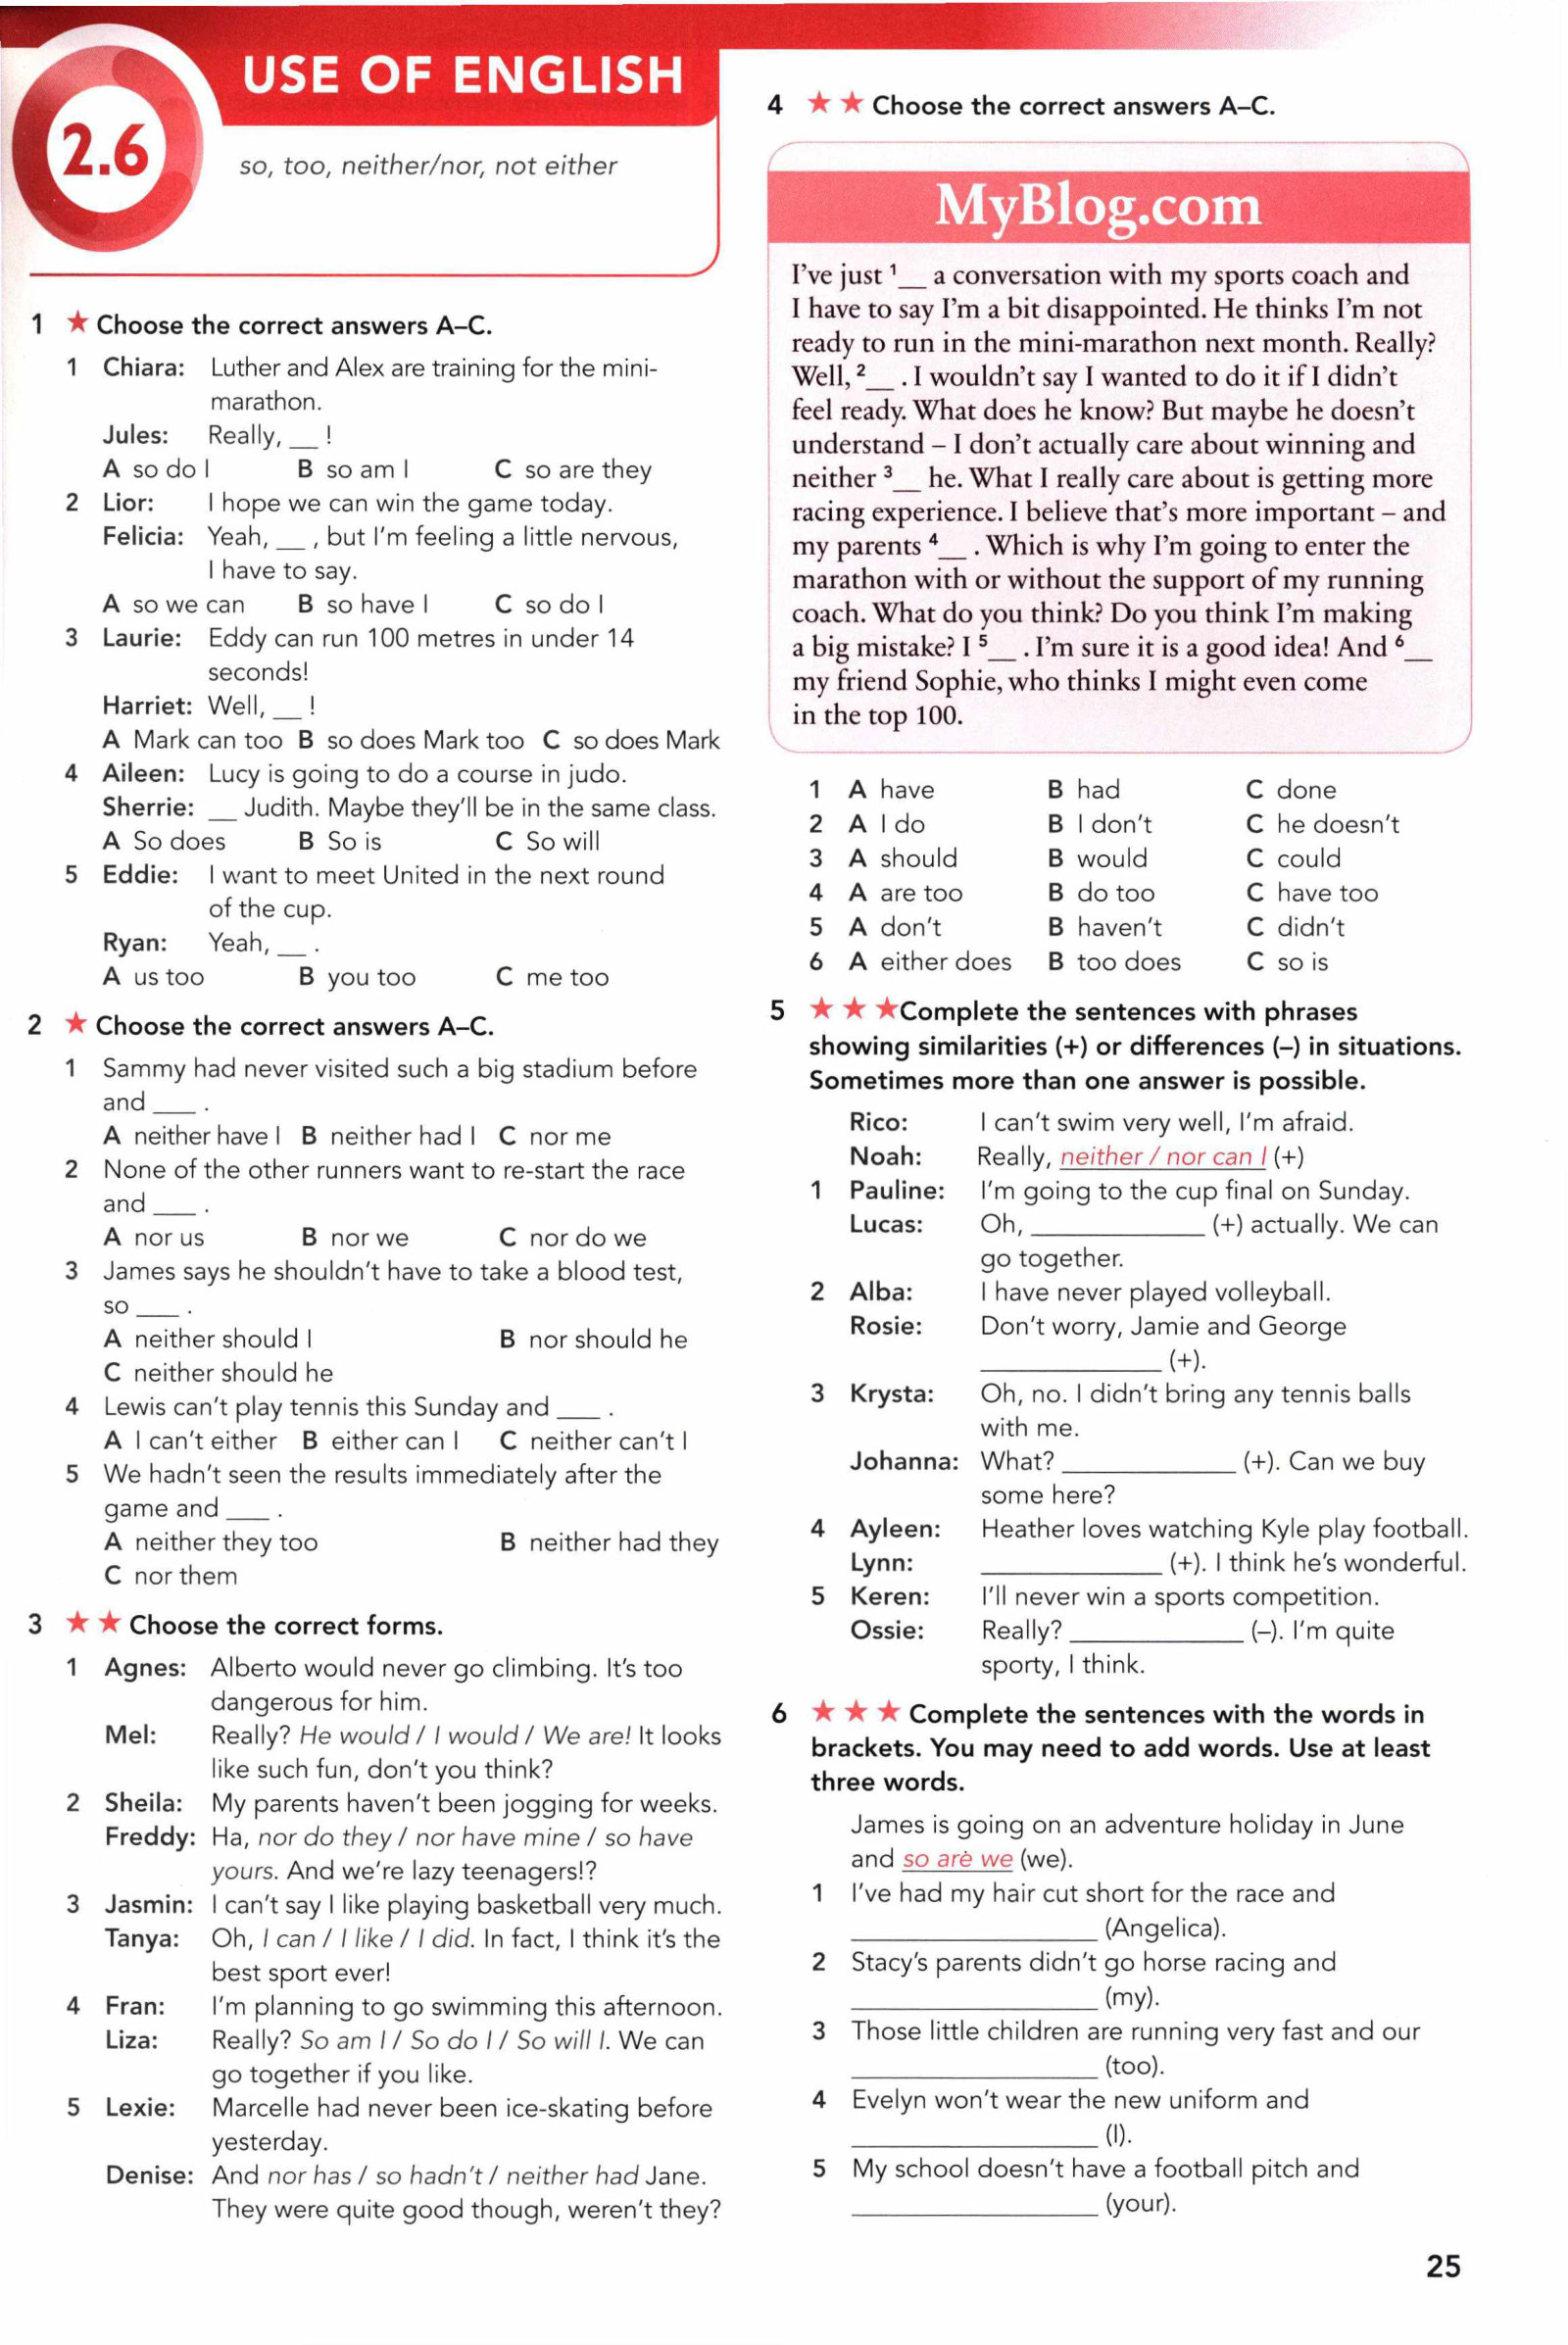 USE OF ENGLISH
2.6
so, too, neither/nor, not either
1 ★ Choose the correct answers A–C.
1 Chiara: Luther and Alex are training for the mini-
marathon.
Jules: Really, __ !
A so do I B so am I C so are they
2 Lior: I hope we can win the game today.
Felicia: Yeah, __ , but I'm feeling a little nervous,
I have to say.
A so we can B so have I C so do I
3 Laurie: Eddy can run 100 metres in under 14
seconds!
Harriet: Well, __ !
A Mark can too B so does Mark too C so does Mark
4 Aileen: Lucy is going to do a course in judo.
Sherrie: __ Judith. Maybe they'll be in the same class.
A So does B So is C So will
5 Eddie: I want to meet United in the next round
of the cup.
Ryan: Yeah, __ .
A us too B you too C me too
2 ★ Choose the correct answers A–C.
1 Sammy had never visited such a big stadium before
and ___ .
A neither have I B neither had I C nor me
2 None of the other runners want to re-start the race
and ___ .
A nor us B nor we C nor do we
3 James says he shouldn't have to take a blood test,
so ___ .
A neither should I B nor should he
C neither should he
4 Lewis can't play tennis this Sunday and ___ .
A I can't either B either can I C neither can't I
5 We hadn't seen the results immediately after the
game and ___ .
A neither they too B neither had they
C nor them
3 ★ ★ Choose the correct forms.
1 Agnes: Alberto would never go climbing. It's too
dangerous for him.
Mel: Really? He would / I would / We are! It looks
like such fun, don't you think?
2 Sheila: My parents haven't been jogging for weeks.
Freddy: Ha, nor do they / nor have mine / so have
yours. And we're lazy teenagers!?
3 Jasmin: I can't say I like playing basketball very much.
Tanya: Oh, I can / I like / I did. In fact, I think it's the
best sport ever!
4 Fran: I'm planning to go swimming this afternoon.
Liza: Really? So am I / So do I / So will I. We can
go together if you like.
5 Lexie: Marcelle had never been ice-skating before
yesterday.
Denise: And nor has / so hadn't / neither had Jane.
They were quite good though, weren't they?
4 ★ ★ Choose the correct answers A–C.
MyBlog.com
I've just ¹__ a conversation with my sports coach and
I have to say I'm a bit disappointed. He thinks I'm not
ready to run in the mini-marathon next month. Really?
Well, ²__ . I wouldn't say I wanted to do it if I didn't
feel ready. What does he know? But maybe he doesn't
understand – I don't actually care about winning and
neither ³__ he. What I really care about is getting more
racing experience. I believe that's more important – and
my parents ⁴__ . Which is why I'm going to enter the
marathon with or without the support of my running
coach. What do you think? Do you think I'm making
a big mistake? I ⁵__ . I'm sure it is a good idea! And ⁶__
my friend Sophie, who thinks I might even come
in the top 100.
1 A have B had C done
2 A I do B I don't C he doesn't
3 A should B would C could
4 A are too B do too C have too
5 A don't B haven't C didn't
6 A either does B too does C so is
5 ★ ★ ★ Complete the sentences with phrases
showing similarities (+) or differences (–) in situations.
Sometimes more than one answer is possible.
Rico: I can't swim very well, I'm afraid.
Noah: Really, neither / nor can I (+)
1 Pauline: I'm going to the cup final on Sunday.
Lucas: Oh, ____________ (+) actually. We can
go together.
2 Alba: I have never played volleyball.
Rosie: Don't worry, Jamie and George
____________ (+).
3 Krysta: Oh, no. I didn't bring any tennis balls
with me.
Johanna: What? ____________ (+). Can we buy
some here?
4 Ayleen: Heather loves watching Kyle play football.
Lynn: ____________ (+). I think he's wonderful.
5 Keren: I'll never win a sports competition.
Ossie: Really? ____________ (–). I'm quite
sporty, I think.
6 ★ ★ ★ Complete the sentences with the words in
brackets. You may need to add words. Use at least
three words.
James is going on an adventure holiday in June
and so are we (we).
1 I've had my hair cut short for the race and
_________________ (Angelica).
2 Stacy's parents didn't go horse racing and
_________________ (my).
3 Those little children are running very fast and our
_________________ (too).
4 Evelyn won't wear the new uniform and
_________________ (I).
5 My school doesn't have a football pitch and
_________________ (your).
25